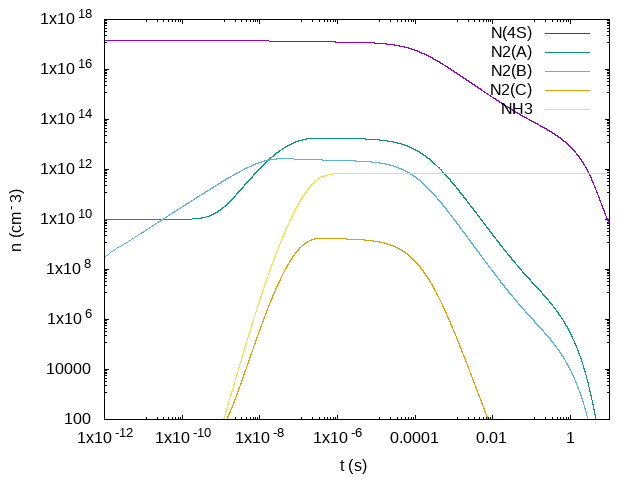 1x10^18
1x10^16
1x10^14
1x10^12
1x10^10
1x10^8
1x10^6
10000
100
n (cm^-3)
N(4S)
N2(A)
N2(B)
N2(C)
NH3
1x10^-12 1x10^-10 1x10^-8 1x10^-6 0.0001 0.01 1
t (s)